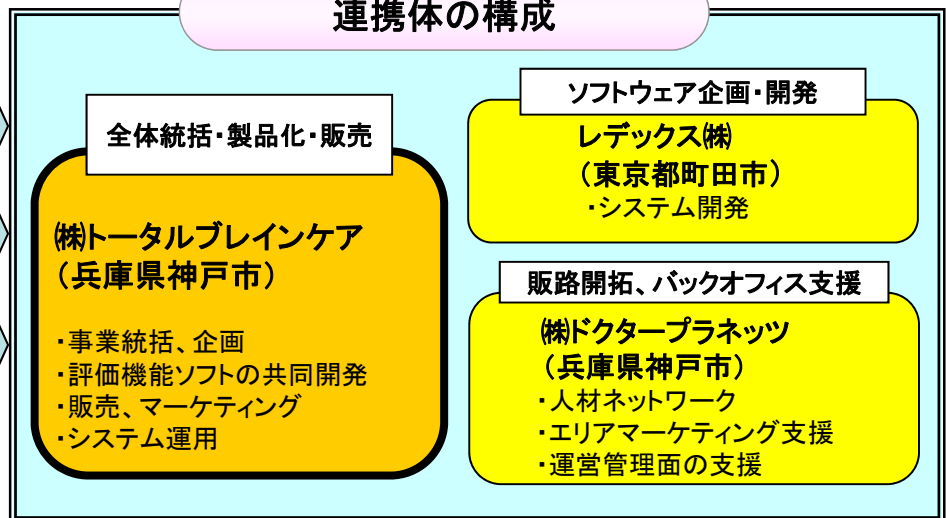 連携体の構成
全体統括・製品化・販売
㈱トータルブレインケア
（兵庫県神戸市）
・事業統括、企画
・評価機能ソフトの共同開発
・販売、マーケティング
・システム運用
ソフトウェア企画・開発
レデックス㈱
（東京都町田市）
・システム開発
販路開拓、バックオフィス支援
㈱ドクタープラネッツ
（兵庫県神戸市）
・人材ネットワーク
・エリアマーケティング支援
・運営管理面の支援